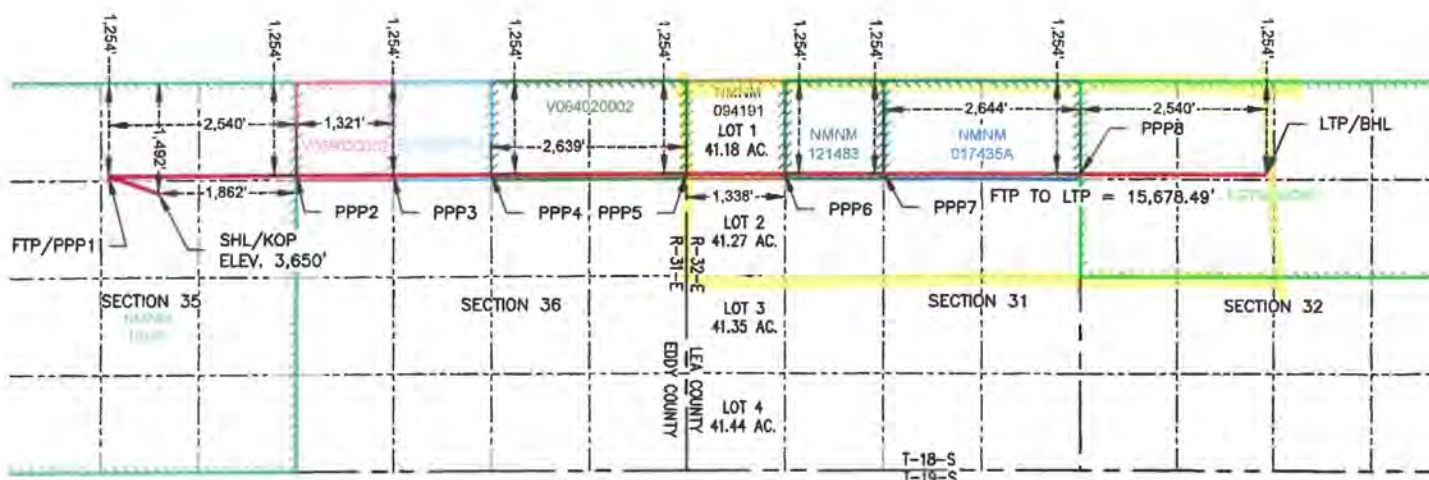 1,254' 1,254' 1,254' 1,254' 1,254' 1,254' 1,254' 1,254' 1,254'
V064020002
NMNM
094191
LOT 1
41.18 AC.
NMNM
121483
NMNM
017435A
2,540' 1,321' 2,639' 2,644' 2,540'
1,492'
1,862' 1,338'
PPP8
LTP/BHL
FTP/PPP1
SHL/KOP
ELEV. 3,650'
PPP2
PPP3
PPP4
PPP5
PPP6
PPP7
FTP TO LTP = 15,678.49'
LOT 2
41.27 AC.
R-31-E
R-32-E
SECTION 35
NMNM
SECTION 36
LOT 3
41.35 AC.
SECTION 31
SECTION 32
EDDY COUNTY
LEA COUNTY
LOT 4
41.44 AC.
T-18-S
T-19-S